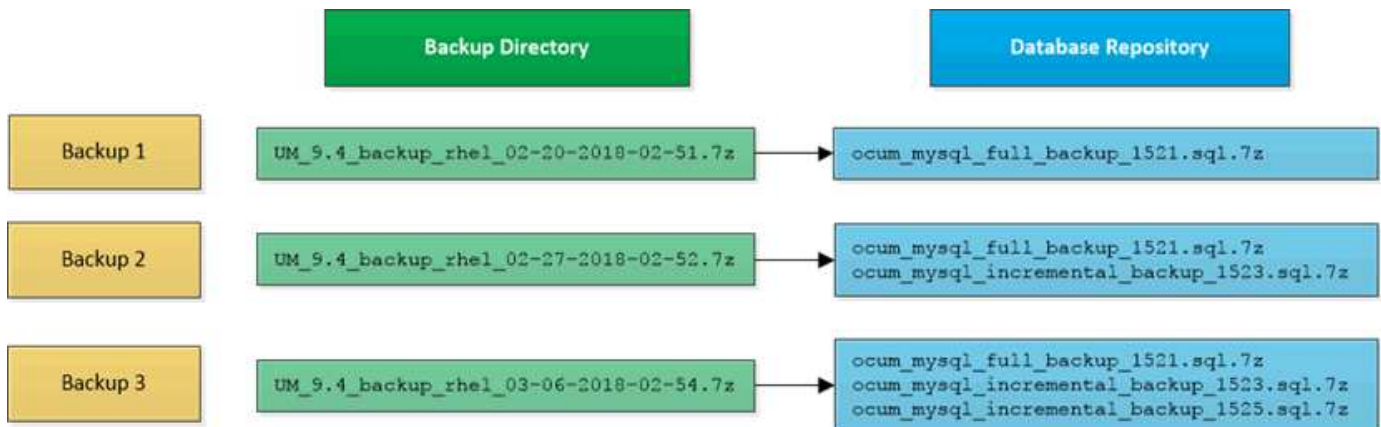 Backup Directory
Database Repository
Backup 1
UM_9.4_backup_rhel_02-20-2018-02-51.7z
ocum_mysql_full_backup_1521.sql.7z
Backup 2
UM_9.4_backup_rhel_02-27-2018-02-52.7z
ocum_mysql_full_backup_1521.sql.7z
ocum_mysql_incremental_backup_1523.sql.7z
Backup 3
UM_9.4_backup_rhel_03-06-2018-02-54.7z
ocum_mysql_full_backup_1521.sql.7z
ocum_mysql_incremental_backup_1523.sql.7z
ocum_mysql_incremental_backup_1525.sql.7z